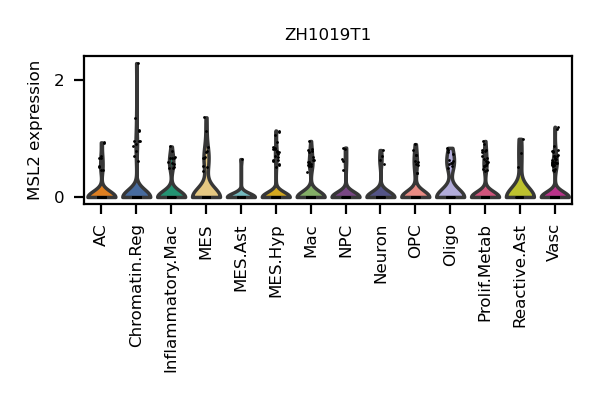 ZH1019T1
MSL2 expression
2
0
AC
Chromatin.Reg
Inflammatory.Mac
MES
MES.Ast
MES.Hyp
Mac
NPC
Neuron
OPC
Oligo
Prolif.Metab
Reactive.Ast
Vasc